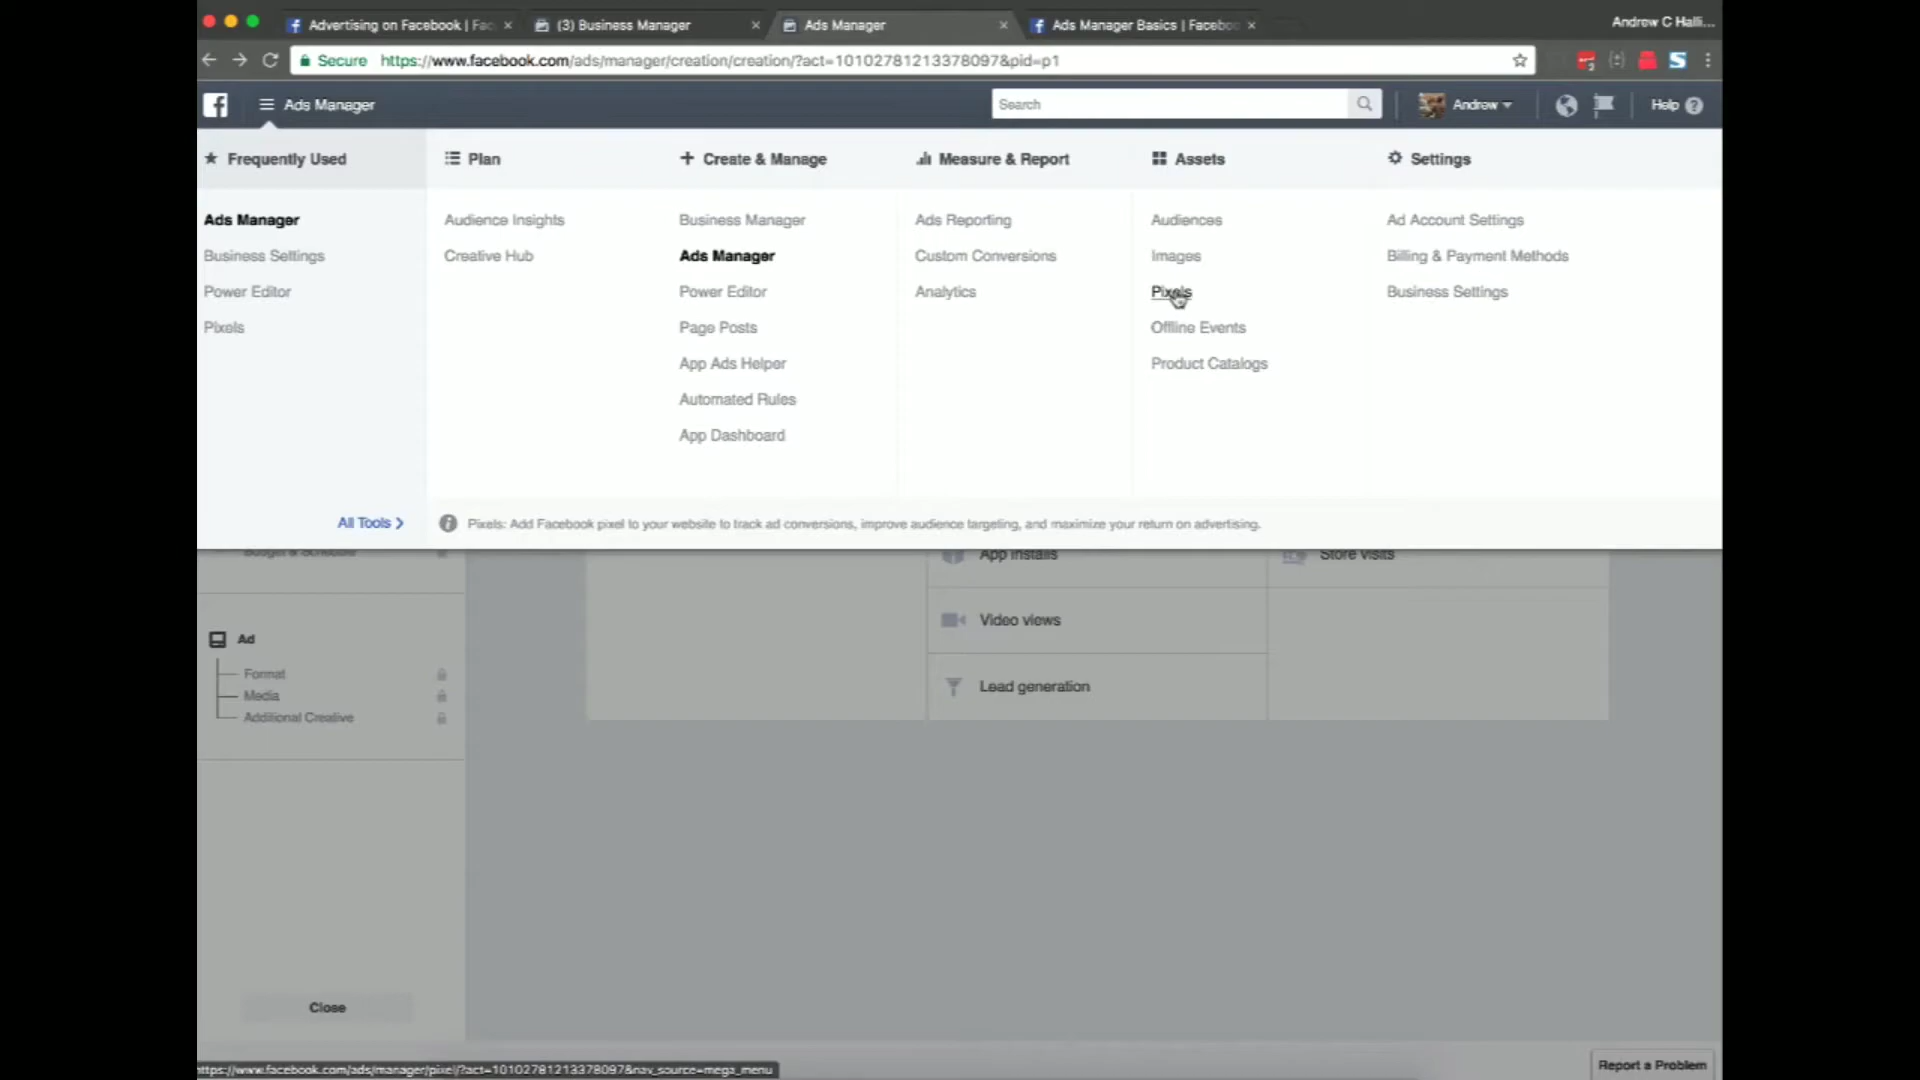 Advertising on Facebook | Fac
(3) Business Manager
Ads Manager
Ads Manager Basics | Faceboo
Andrew C Halli...
Secure https://www.facebook.com/ads/manager/creation/creation/?act=10102781213378097&pid=p1
Ads Manager
Search
Andrew
Help
Frequently Used
Plan
Create & Manage
Measure & Report
Assets
Settings
Ads Manager
Audience Insights
Business Manager
Ads Reporting
Audiences
Ad Account Settings
Business Settings
Creative Hub
Ads Manager
Custom Conversions
Images
Billing & Payment Methods
Power Editor
Power Editor
Analytics
Pixels
Business Settings
Pixels
Page Posts
Offline Events
App Ads Helper
Product Catalogs
Automated Rules
App Dashboard
All Tools
Pixels: Add Facebook pixel to your website to track ad conversions, improve audience targeting, and maximize your return on advertising.
Budget & Schedule
App installs
Store visits
Video views
Ad
Format
Media
Additional Creative
Lead generation
Close
https://www.facebook.com/ads/manager/pixel/?act=10102781213378097&nav_source=mega_menu
Report a Problem